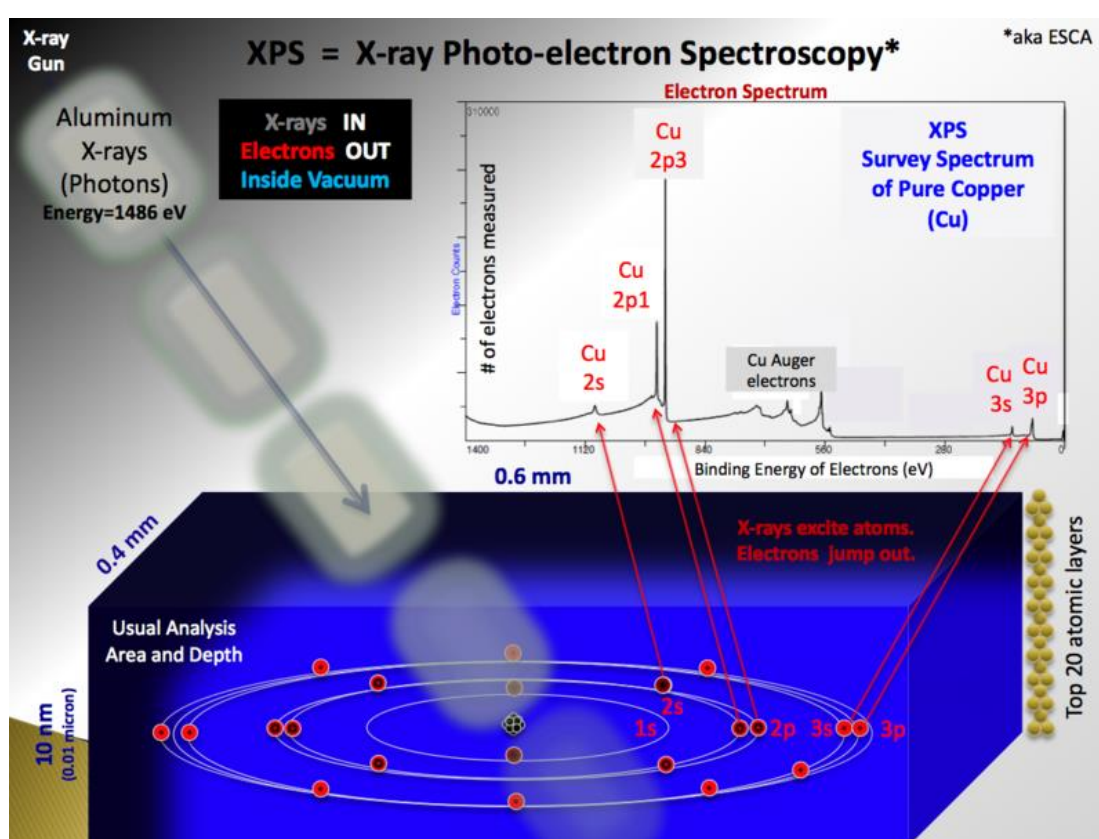 X-ray
Gun
XPS = X-ray Photo-electron Spectroscopy*
*aka ESCA
Aluminum
X-rays
(Photons)
Energy=1486 eV
X-rays IN
Electrons OUT
Inside Vacuum
Electron Spectrum
310000
Cu
2p3
XPS
Survey Spectrum
of Pure Copper
(Cu)
Electron Counts
# of electrons measured
Cu
2p1
Cu
2s
Cu Auger
electrons
Cu
3s
Cu
3p
1400
1120
840
560
280
0
Binding Energy of Electrons (eV)
0.6 mm
0.4 mm
X-rays excite atoms.
Electrons jump out.
Usual Analysis
Area and Depth
10 nm
(0.01 micron)
Top 20 atomic layers
2s
1s
2p
3s
3p